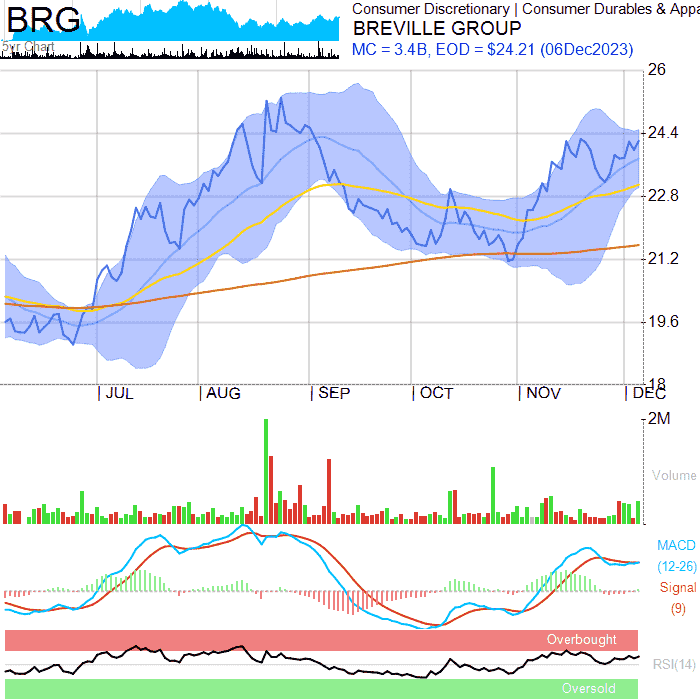 BRG
Consumer Discretionary | Consumer Durables & Appa
BREVILLE GROUP
5yr Chart
MC = 3.4B, EOD = $24.21 (06Dec2023)
26
24.4
22.8
21.2
19.6
18
JUL
AUG
SEP
OCT
NOV
DEC
2M
Volume
MACD
(12-26)
Signal
(9)
Overbought
RSI(14)
Oversold